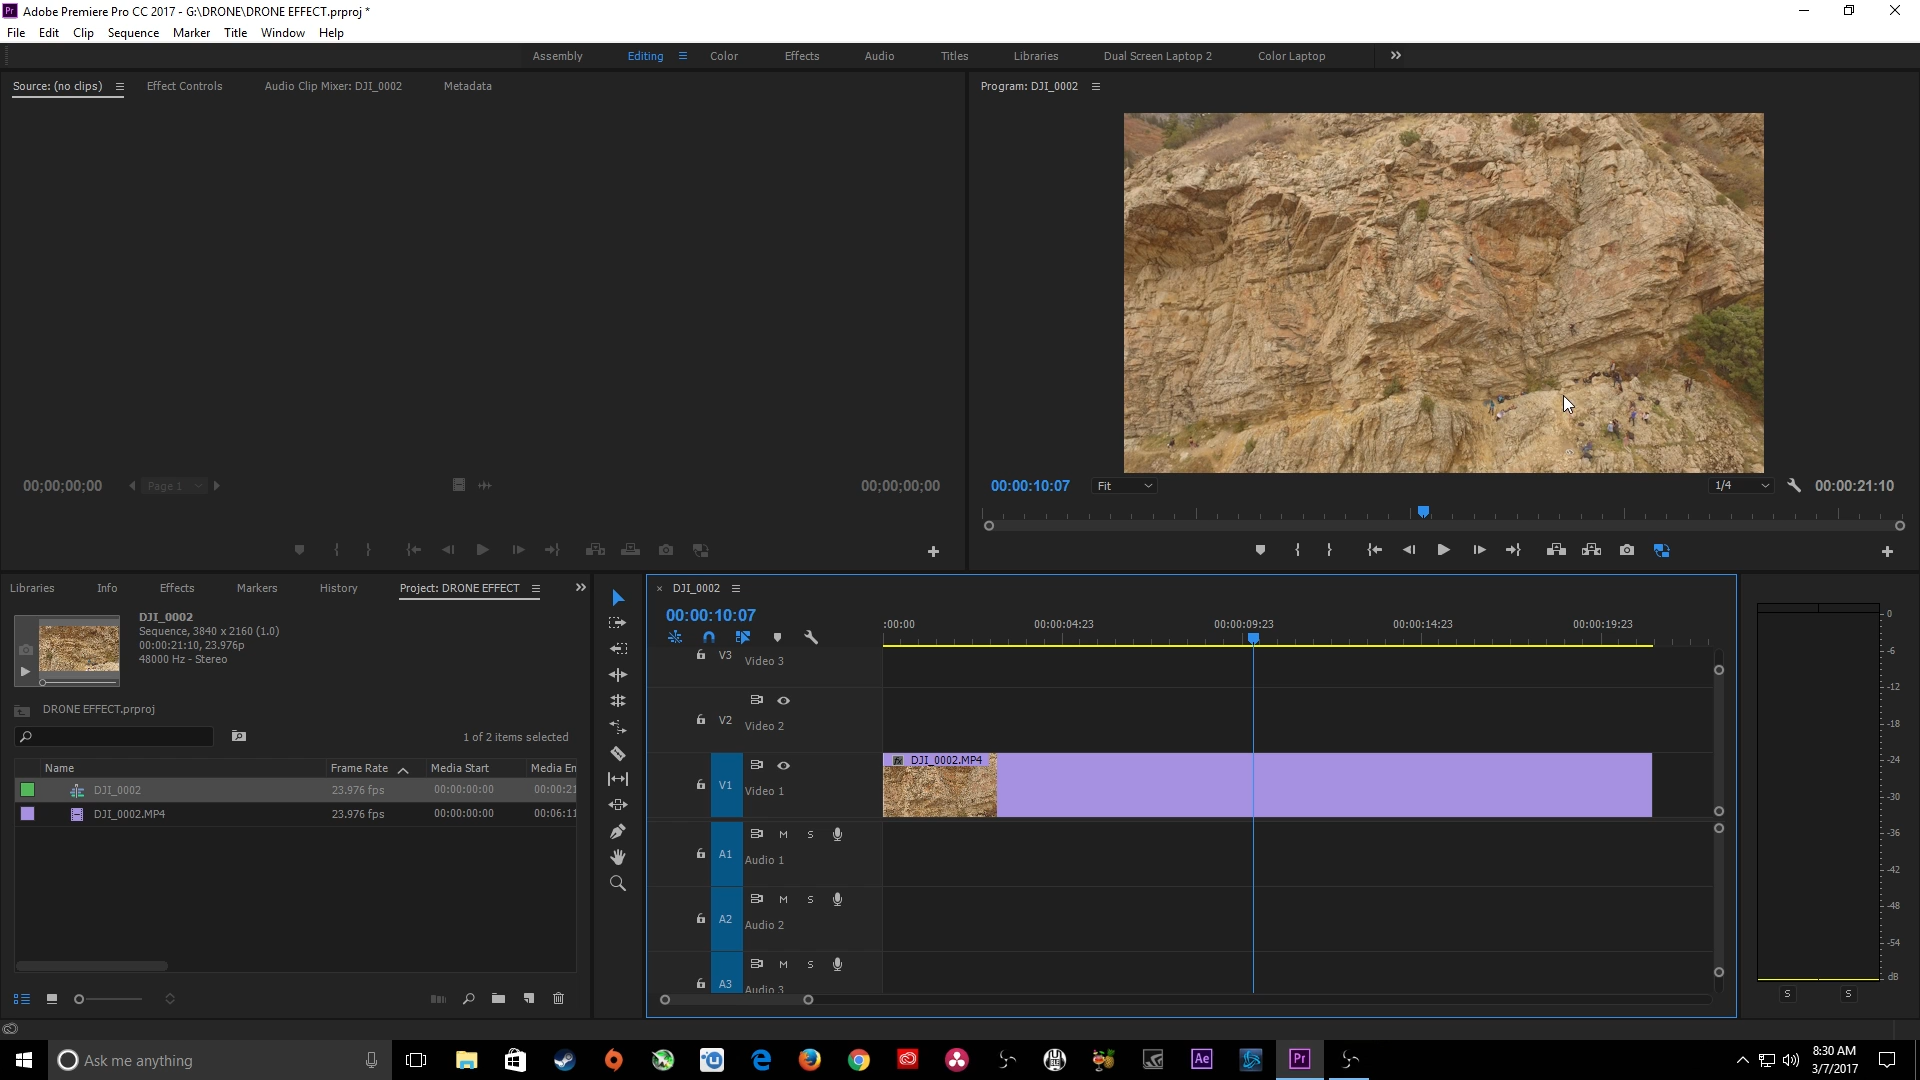 Adobe Premiere Pro CC 2017 - G:\DRONE\DRONE EFFECT.prproj *
File Edit Clip Sequence Marker Title Window Help
Assembly Editing Color Effects Audio Titles Libraries Dual Screen Laptop 2 Color Laptop
Source: (no clips) Effect Controls Audio Clip Mixer: DJI_0002 Metadata
Program: DJI_0002
00;00;00;00 Page 1 00;00;00;00
00:00:10:07 Fit 1/4 00:00:21:10
Libraries Info Effects Markers History Project: DRONE EFFECT
DJI_0002
Sequence, 3840 x 2160 (1.0)
00:00:21:10, 23.976p
48000 Hz - Stereo
DRONE EFFECT.prproj
1 of 2 items selected
Name Frame Rate Media Start Media En
DJI_0002 23.976 fps 00:00:00:00 00:00:21
DJI_0002.MP4 23.976 fps 00:00:00:00 00:06:11
DJI_0002
00:00:10:07
:00:00 00:00:04:23 00:00:09:23 00:00:14:23 00:00:19:23
V3 Video 3
V2 Video 2
DJI_0002.MP4
V1 Video 1
M S
A1 Audio 1
M S
A2 Audio 2
M S
A3 Audio 3
0
-6
-12
-18
-24
-30
-36
-42
-48
-54
dB
S S
Ask me anything
Ae Pr
8:30 AM
3/7/2017